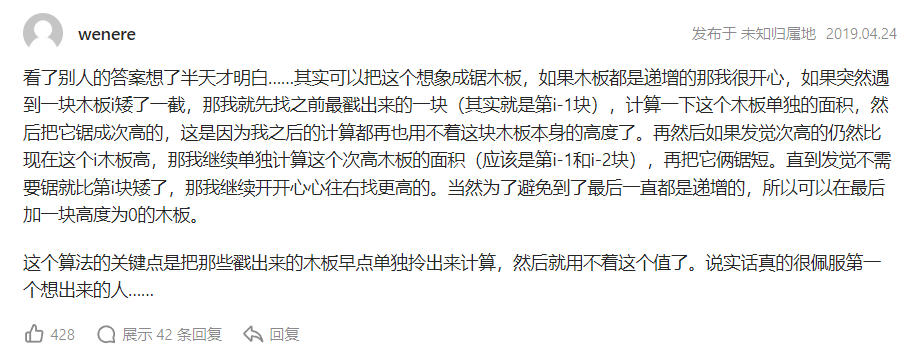 wenere
发布于 未知归属地 2019.04.24
看了别人的答案想了半天才明白......其实可以把这个想象成锯木板，如果木板都是递增的那我很开心，如果突然遇
到一块木板i矮了一截，那我就先找之前最戳出来的一块（其实就是第i-1块），计算一下这个木板单独的面积，然
后把它锯成次高的，这是因为我之后的计算都再也用不着这块木板本身的高度了。再然后如果发觉次高的仍然比
现在这个i木板高，那我继续单独计算这个次高木板的面积（应该是第i-1和i-2块），再把它俩锯短。直到发觉不需
要锯就比第i块矮了，那我继续开开心心往右找更高的。当然为了避免到了最后一直都是递增的，所以可以在最后
加一块高度为0的木板。
这个算法的关键点是把那些戳出来的木板早点单独拎出来计算，然后就用不着这个值了。说实话真的很佩服第一
个想出来的人......
428 展示 42 条回复 回复